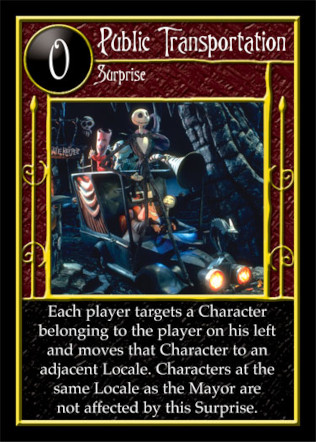 0
Public Transportation
Surprise
Each player targets a Character
belonging to the player on his left
and moves that Character to an
adjacent Locale. Characters at the
same Locale as the Mayor are
not affected by this Surprise.